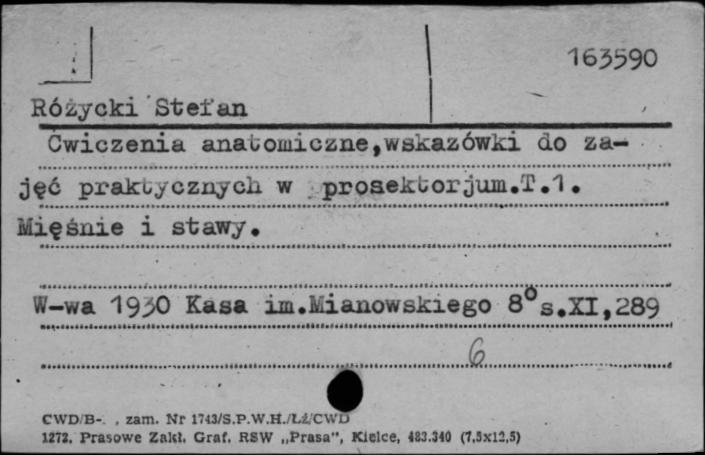 163590
Różycki Stefan
Ćwiczenia anatomiczne,wskazówki do za-
jęć praktycznych w prosektorjum.T.1.
Mięśnie i stawy.
W-wa 1930 Kasa im.Mianowskiego 8° s.XI,289
6
CWD/B-. , zam. Nr 1743/S.P.W.H./Lż/CWD
1272. Prasowe Zakł. Graf. RSW „Prasa", Kielce, 483.340 (7,5x12,5)